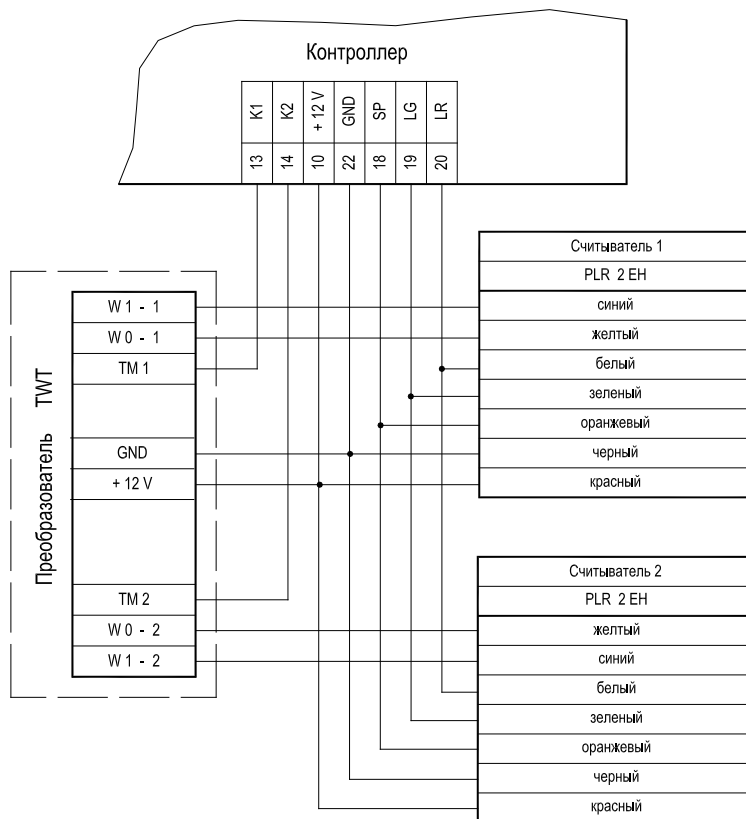 Контроллер
K1
K2
+ 12 V
GND
SP
LG
LR
13
14
10
22
18
19
20
Преобразователь TWT
W 1 - 1
W 0 - 1
TM 1
GND
+ 12 V
TM 2
W 0 - 2
W 1 - 2
Считыватель 1
PLR 2 EH
синий
желтый
белый
зеленый
оранжевый
черный
красный
Считыватель 2
PLR 2 EH
желтый
синий
белый
зеленый
оранжевый
черный
красный